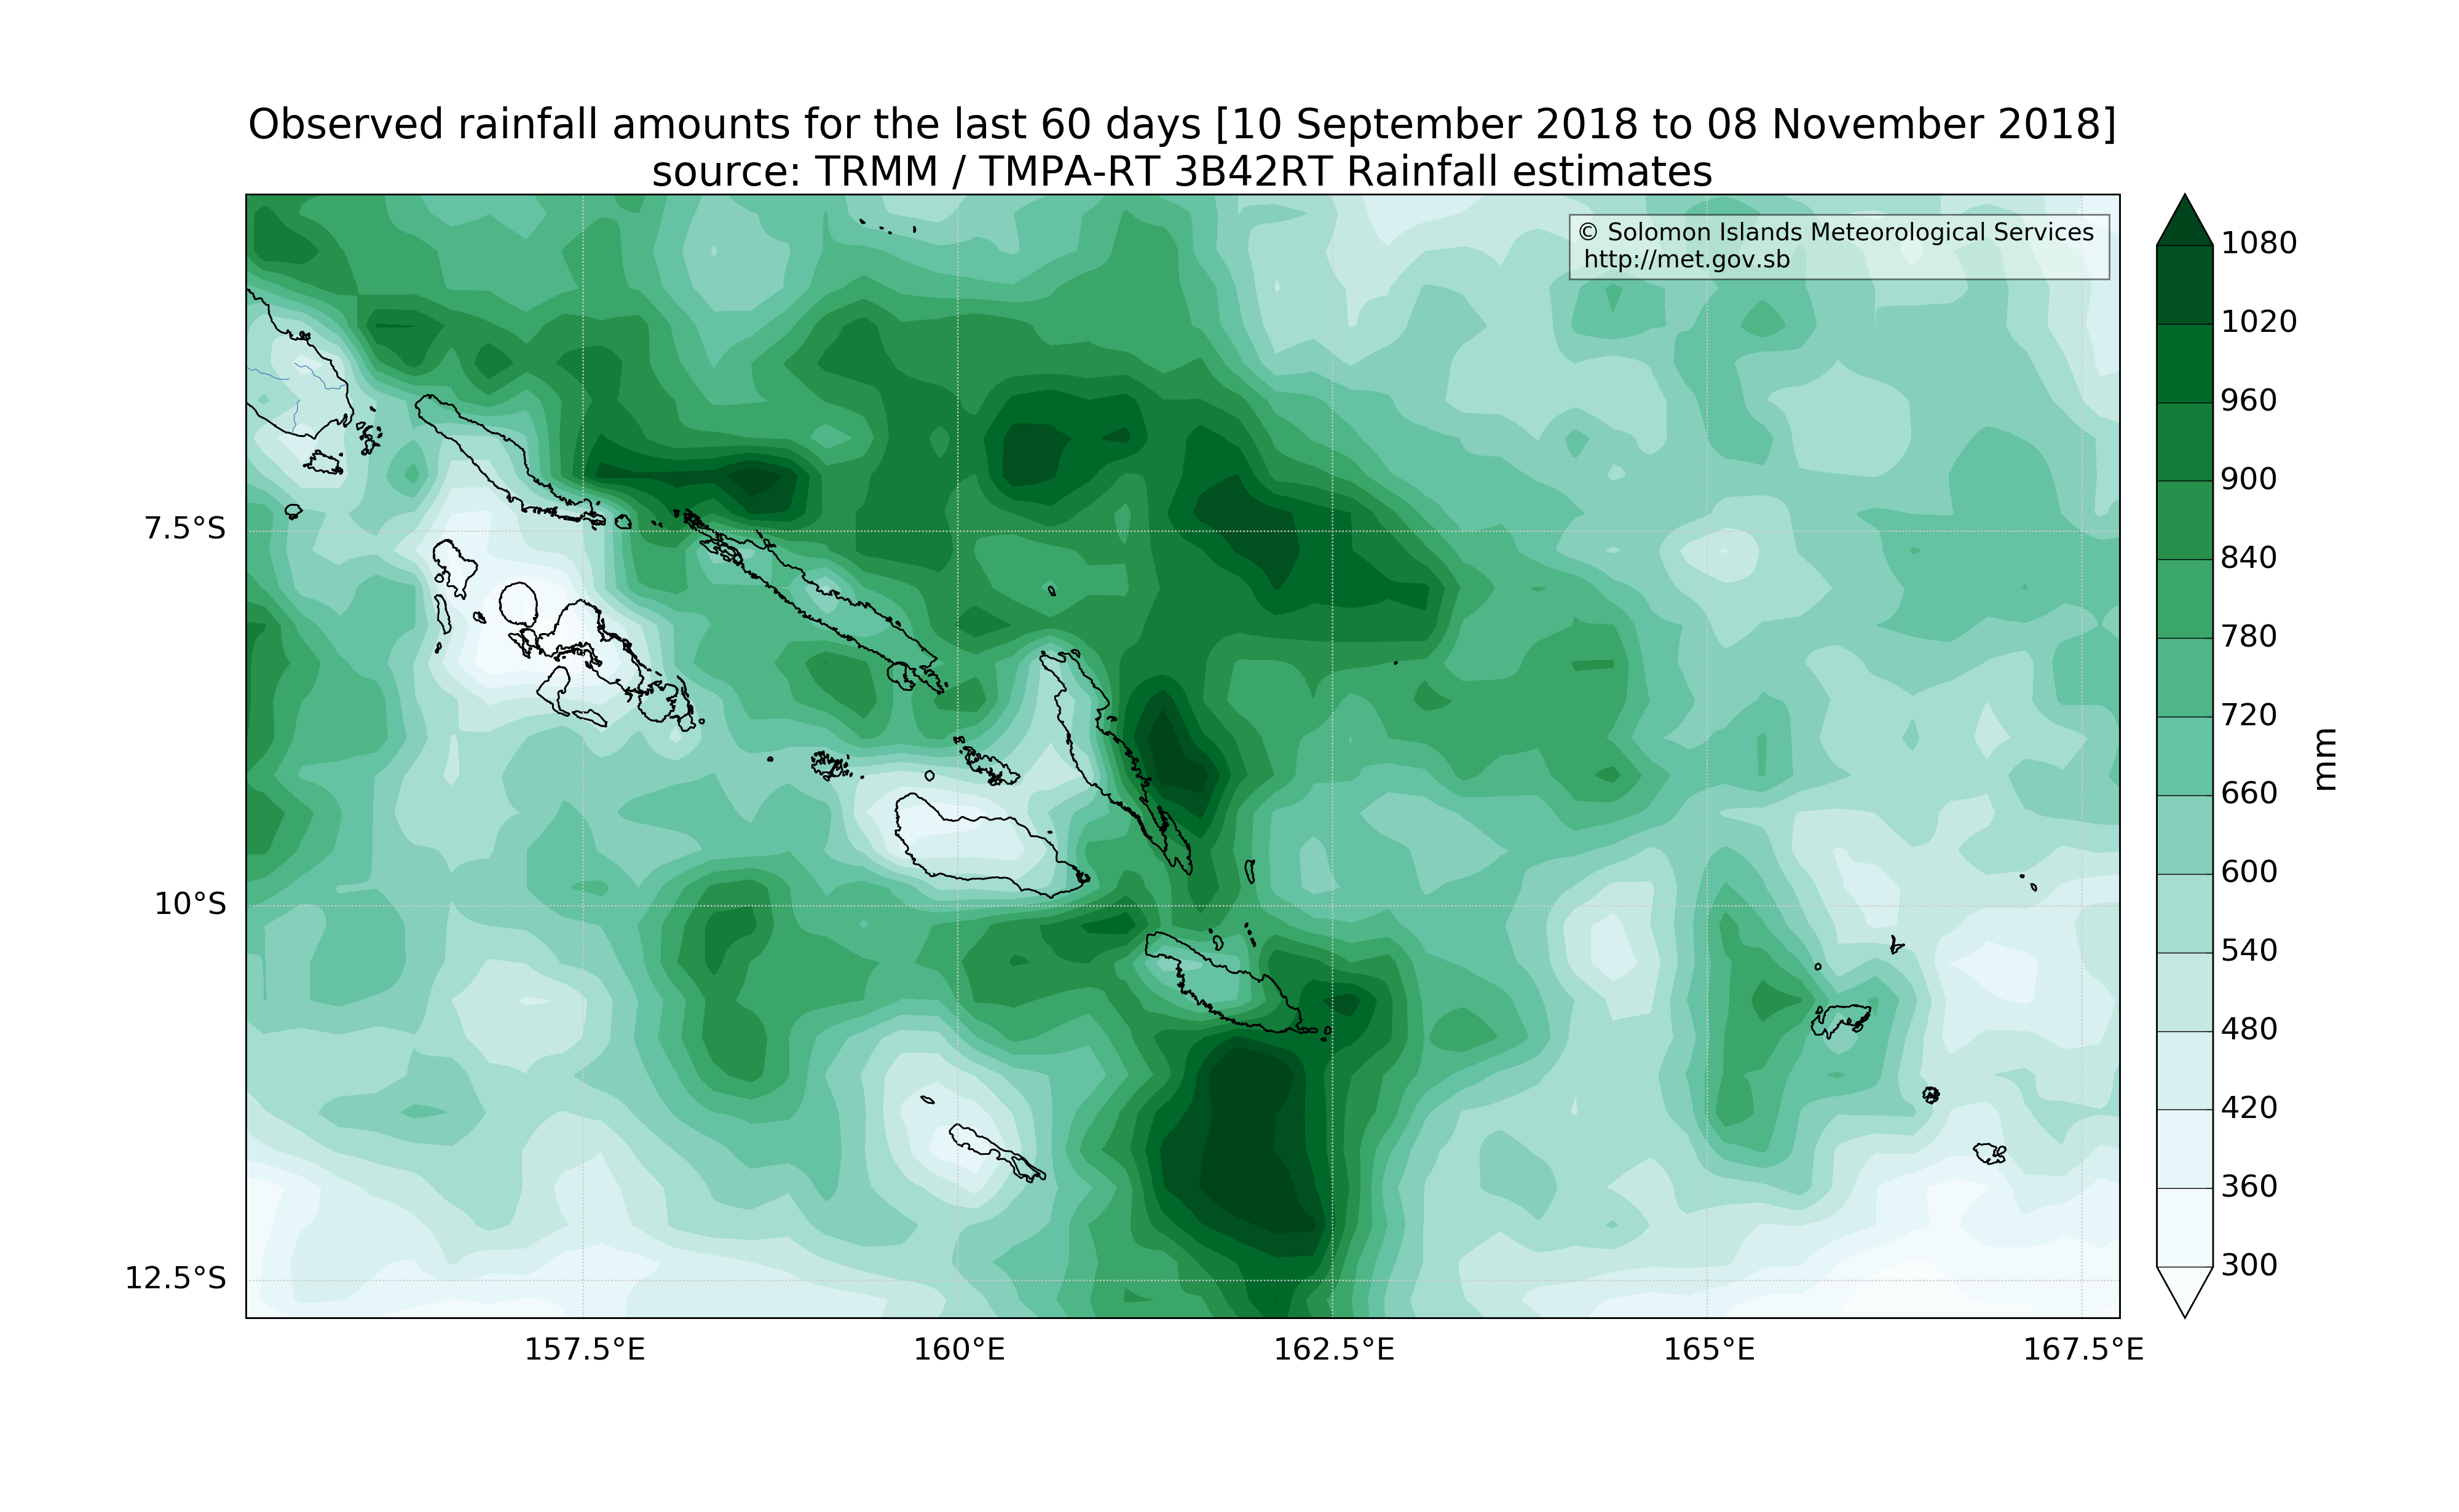 Observed rainfall amounts for the last 60 days [10 September 2018 to 08 November 2018]
source: TRMM / TMPA-RT 3B42RT Rainfall estimates
© Solomon Islands Meteorological Services
http://met.gov.sb
7.5°S
10°S
12.5°S
157.5°E
160°E
162.5°E
165°E
167.5°E
1080
1020
960
900
840
780
720
660
600
540
480
420
360
300
mm